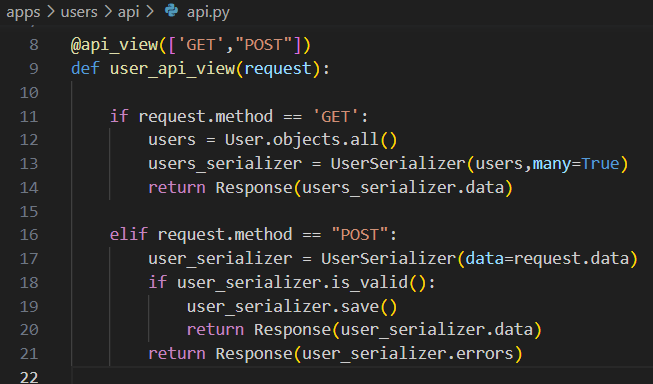 apps > users > api > api.py
8 @api_view(['GET',"POST"])
9 def user_api_view(request):
10
11     if request.method == 'GET':
12         users = User.objects.all()
13         users_serializer = UserSerializer(users,many=True)
14         return Response(users_serializer.data)
15
16     elif request.method == "POST":
17         user_serializer = UserSerializer(data=request.data)
18         if user_serializer.is_valid():
19             user_serializer.save()
20             return Response(user_serializer.data)
21         return Response(user_serializer.errors)
22